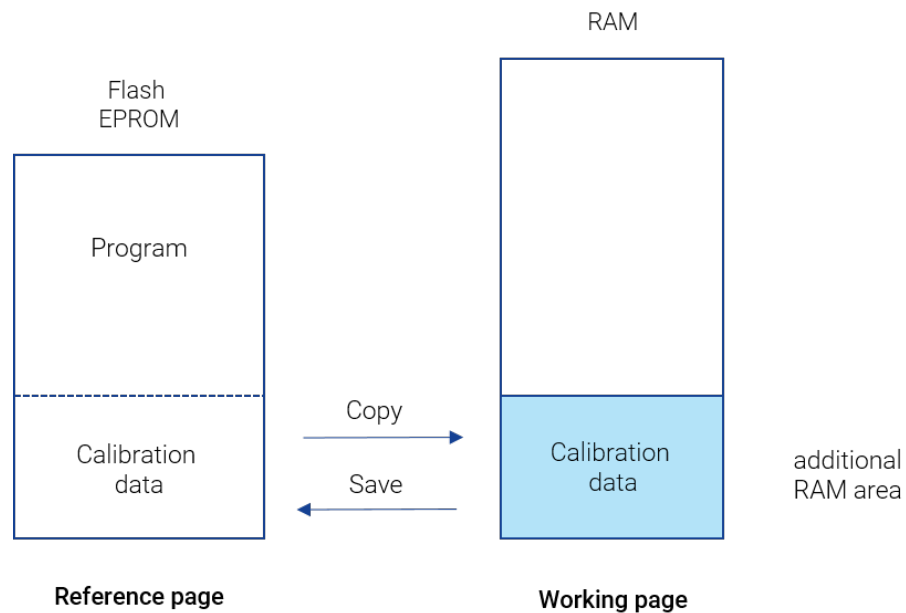 RAM
Flash
EPROM
Program
Copy
Calibration
data
Save
Calibration
data
additional
RAM area
Reference page
Working page